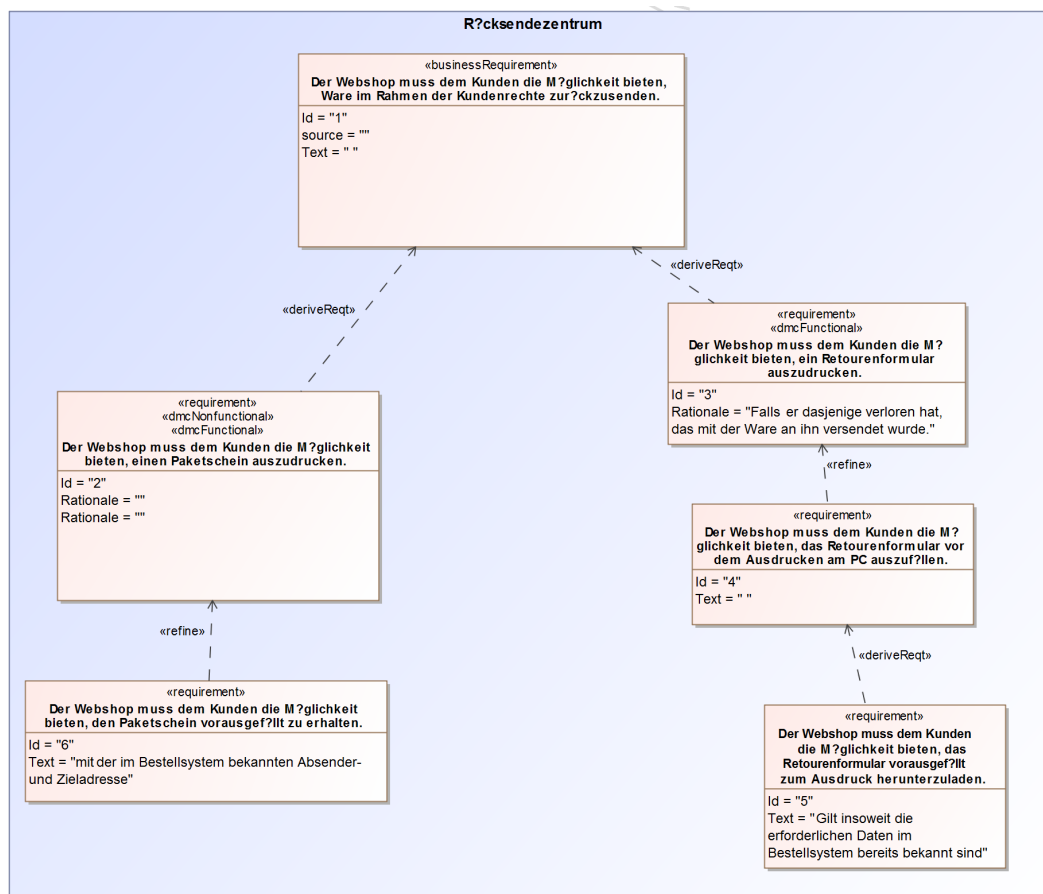 R?cksendezentrum
«businessRequirement»
Der Webshop muss dem Kunden die M?glichkeit bieten,
Ware im Rahmen der Kundenrechte zur?ckzusenden.
Id = "1"
source = ""
Text = " "
«deriveReqt»
«deriveReqt»
«requirement»
«dmcFunctional»
Der Webshop muss dem Kunden die M?
glichkeit bieten, ein Retourenformular
auszudrucken.
Id = "3"
Rationale = "Falls er dasjenige verloren hat,
das mit der Ware an ihn versendet wurde."
«requirement»
«dmcNonfunctional»
«dmcFunctional»
Der Webshop muss dem Kunden die M?glichkeit
bieten, einen Paketschein auszudrucken.
Id = "2"
Rationale = ""
Rationale = ""
«refine»
«requirement»
Der Webshop muss dem Kunden die M?
glichkeit bieten, das Retourenformular vor
dem Ausdrucken am PC auszuf?llen.
Id = "4"
Text = " "
«refine»
«deriveReqt»
«requirement»
Der Webshop muss dem Kunden die M?glichkeit
bieten, den Paketschein vorausgef?llt zu erhalten.
Id = "6"
Text = "mit der im Bestellsystem bekannten Absender-
und Zieladresse"
«requirement»
Der Webshop muss dem Kunden
die M?glichkeit bieten, das
Retourenformular vorausgef?llt
zum Ausdruck herunterzuladen.
Id = "5"
Text = "Gilt insoweit die
erforderlichen Daten im
Bestellsystem bereits bekannt sind"